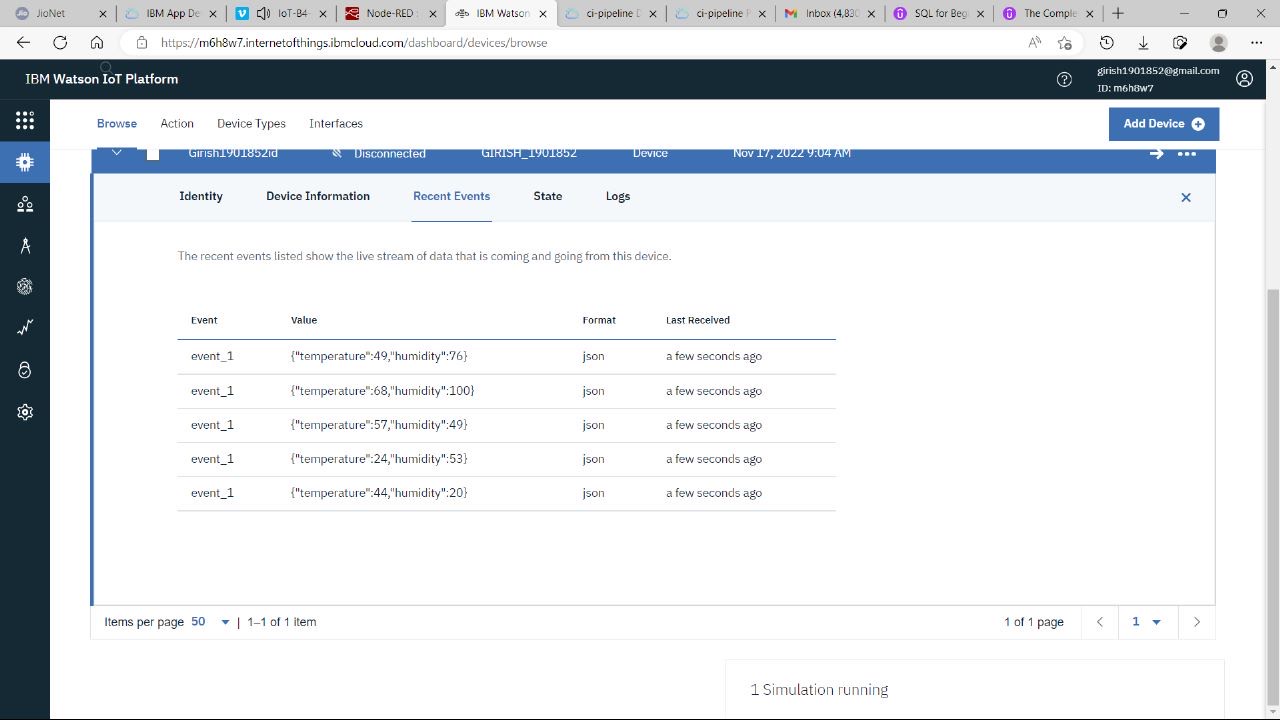 JioNet
IBM App De
IoT-B4-
Node-RED :
IBM Watson
ci-pipeline D
ci-pipeline P
Inbox (4,830
SQL for Beg
The Comple
https://m6h8w7.internetofthings.ibmcloud.com/dashboard/devices/browse
IBM Watson IoT Platform
girish1901852@gmail.com
ID: m6h8w7
Browse Action Device Types Interfaces
Add Device
Girish1901852id Disconnected GIRISH_1901852 Device Nov 17, 2022 9:04 AM
Identity Device Information Recent Events State Logs
The recent events listed show the live stream of data that is coming and going from this device.
Event Value Format Last Received
event_1 {"temperature":49,"humidity":76} json a few seconds ago
event_1 {"temperature":68,"humidity":100} json a few seconds ago
event_1 {"temperature":57,"humidity":49} json a few seconds ago
event_1 {"temperature":24,"humidity":53} json a few seconds ago
event_1 {"temperature":44,"humidity":20} json a few seconds ago
Items per page 50 | 1–1 of 1 item 1 of 1 page 1
1 Simulation running